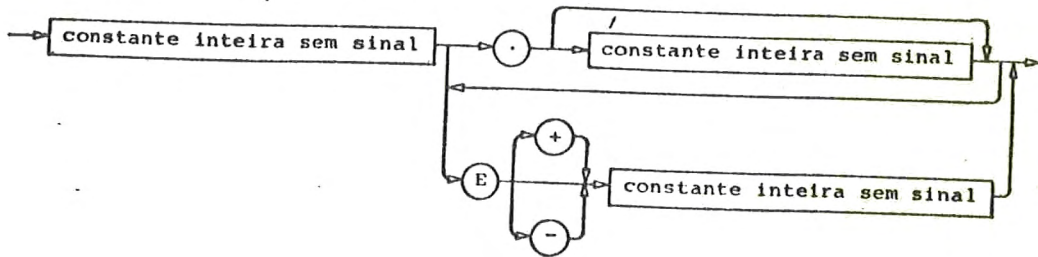 constante inteira sem sinal
.
constante inteira sem sinal
+
E
constante inteira sem sinal
-